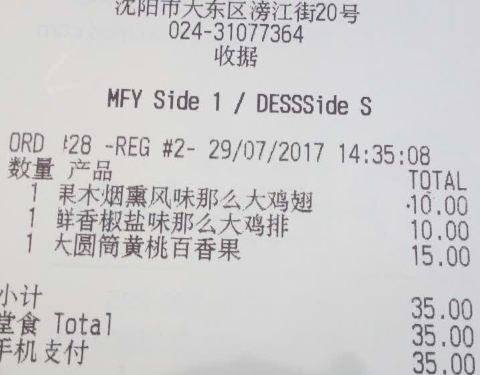 沈阳市大东区滂江街20号
024-31077364
收据
MFY Side 1 / DESSSide S
ORD #28 -REG #2- 29/07/2017 14:35:08
数量 产品 TOTAL
1 果木烟熏风味那么大鸡翅 10.00
1 鲜香椒盐味那么大鸡排 10.00
1 大圆筒黄桃百香果 15.00
小计 35.00
堂食 Total 35.00
手机支付 35.00